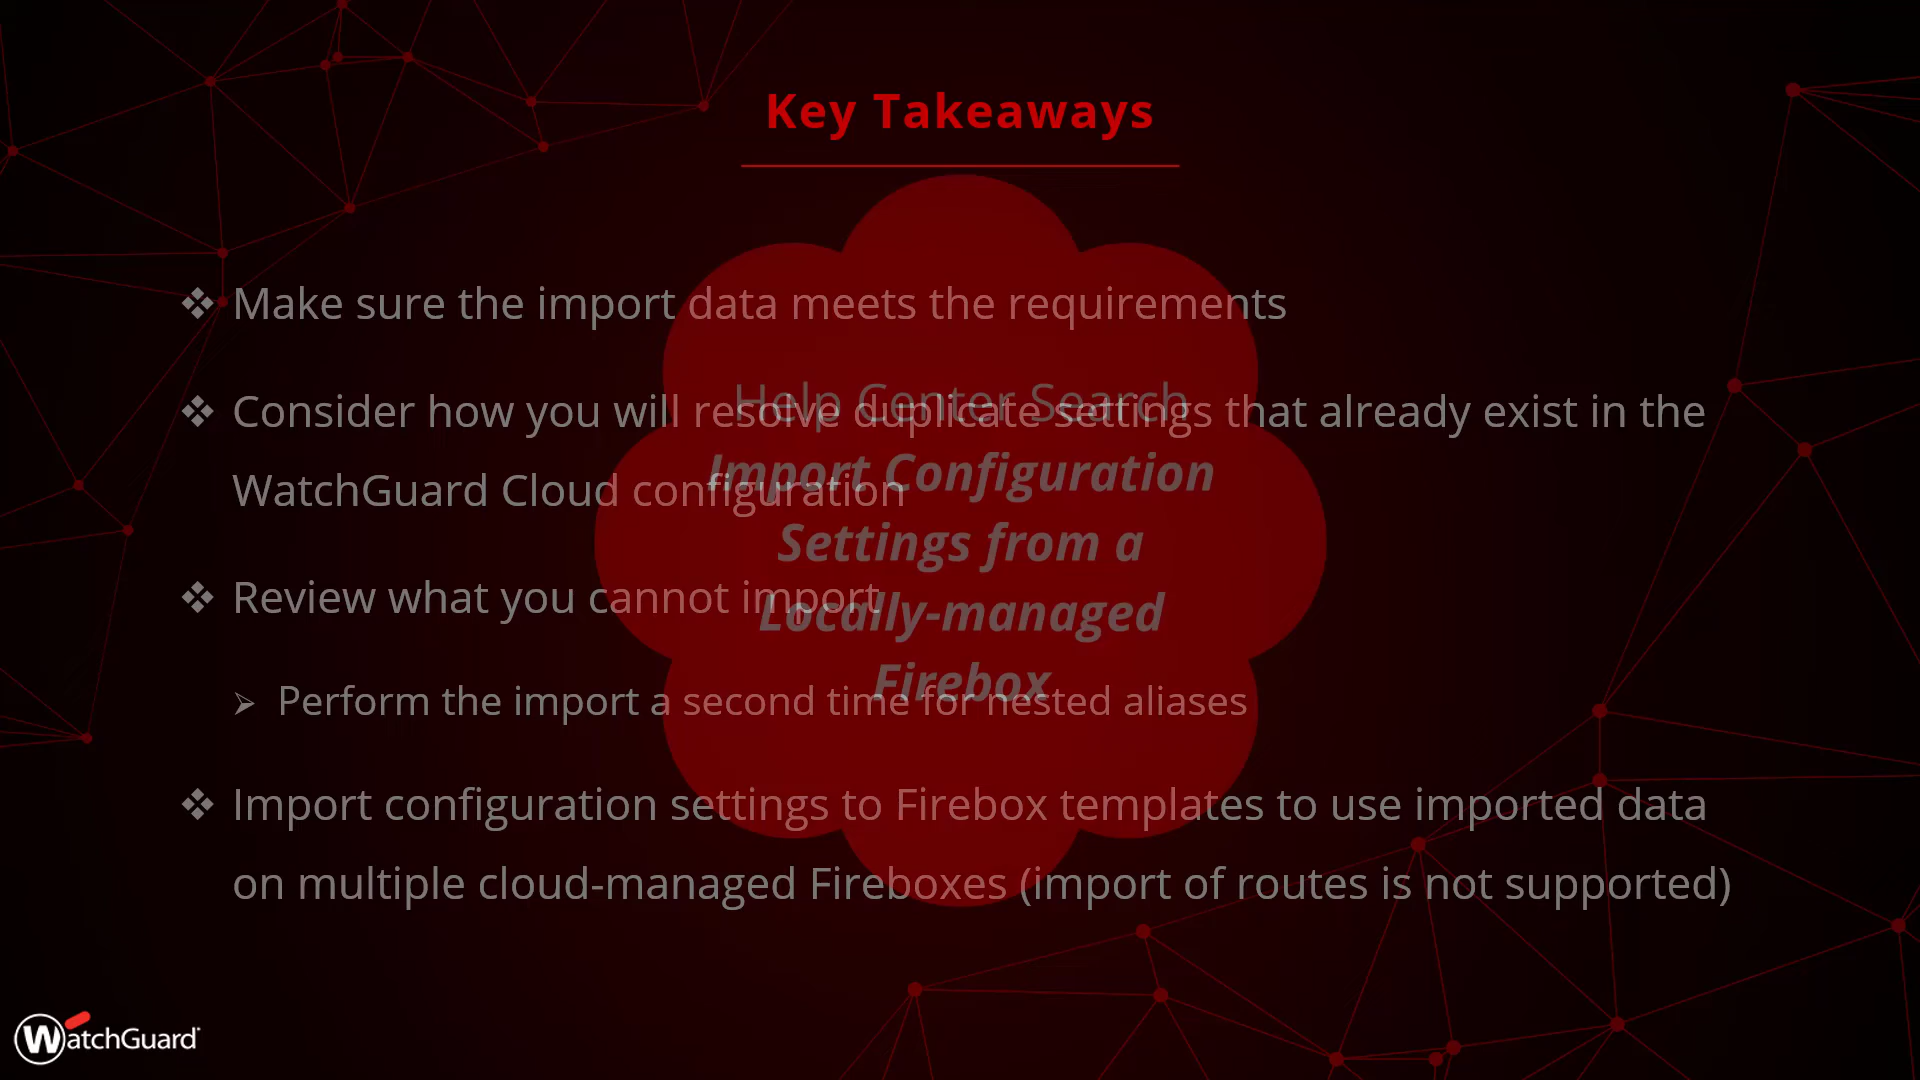 Key Takeaways
❖ Make sure the import data meets the requirements
❖ Consider how you will resolve duplicate settings that already exist in the
WatchGuard Cloud configuration
❖ Review what you cannot import
➢ Perform the import a second time for nested aliases
❖ Import configuration settings to Firebox templates to use imported data
on multiple cloud-managed Fireboxes (import of routes is not supported)
Help Center Search
Import Configuration
Settings from a
Locally-managed
Firebox
WatchGuard